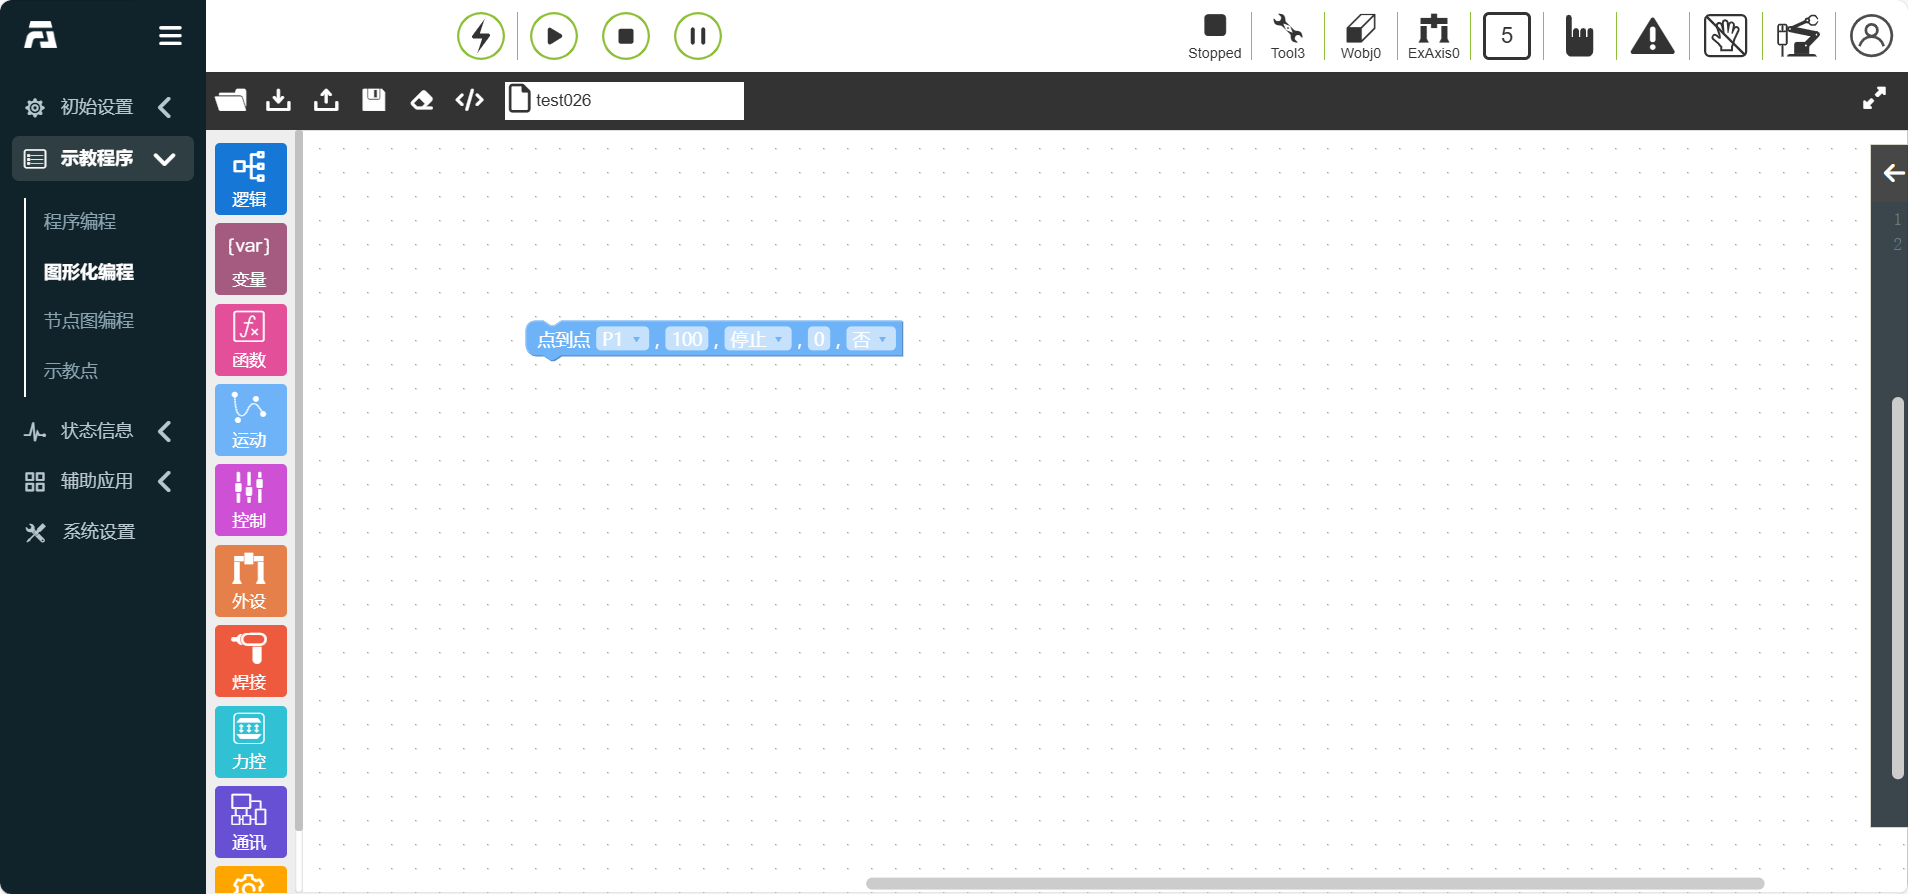 Stopped
Tool3
Wobj0
ExAxis0
5
test026
初始设置
示教程序
程序编程
图形化编程
节点图编程
示教点
状态信息
辅助应用
系统设置
逻辑
{var}
变量
fx
函数
运动
控制
外设
焊接
力控
通讯
点到点 P1 , 100 , 停止 , 0 , 否
1
2